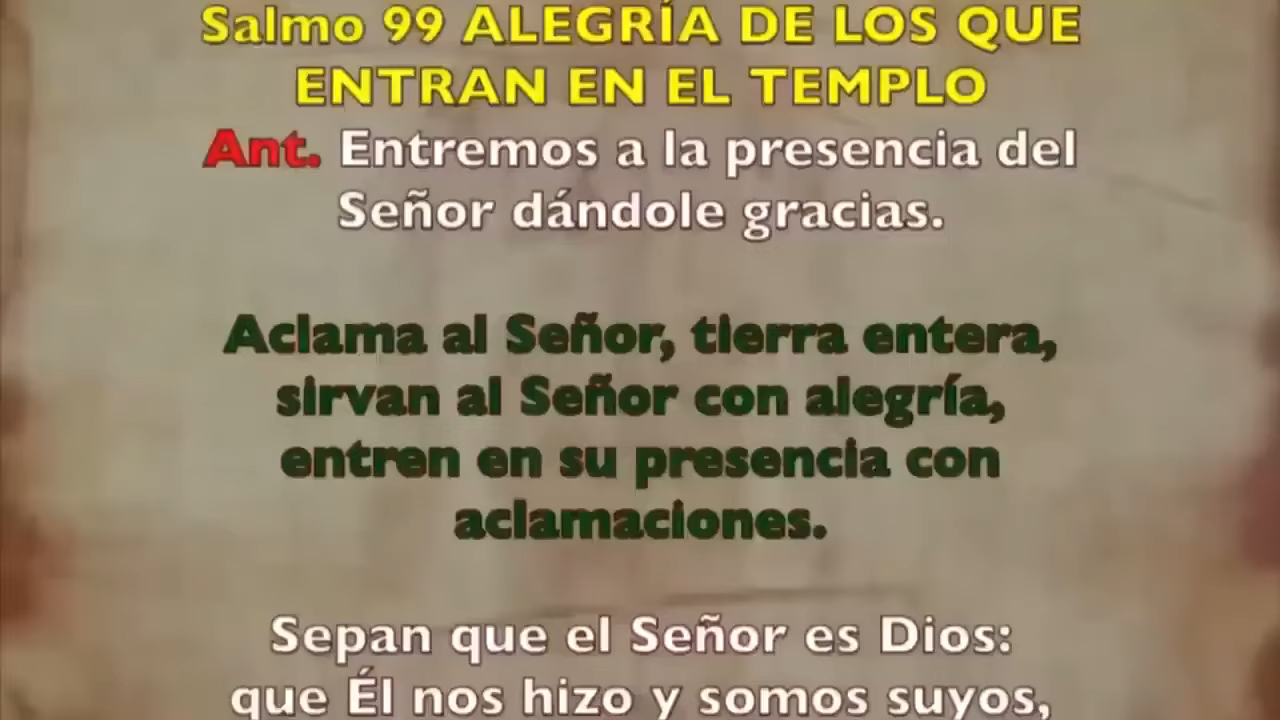 Salmo 99 ALEGRÍA DE LOS QUE
ENTRAN EN EL TEMPLO
Ant. Entremos a la presencia del
Señor dándole gracias.
Aclama al Señor, tierra entera,
sirvan al Señor con alegría,
entren en su presencia con
aclamaciones.
Sepan que el Señor es Dios:
que Él nos hizo y somos suyos,